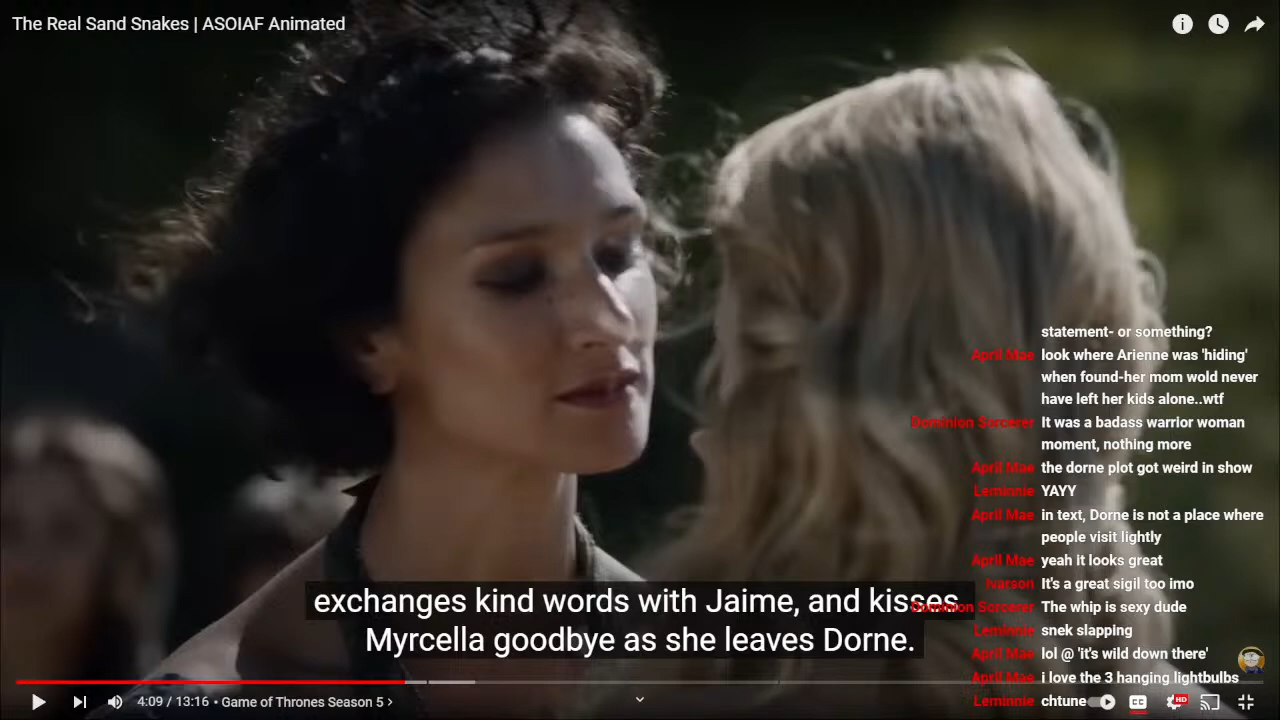 The Real Sand Snakes | ASOIAF Animated
statement- or something?
April Mae look where Arienne was 'hiding'
when found-her mom wold never
have left her kids alone..wtf
Dominion Sorcerer It was a badass warrior woman
moment, nothing more
April Mae the dorne plot got weird in show
Leminnie YAYY
April Mae in text, Dorne is not a place where
people visit lightly
April Mae yeah it looks great
Ivarson It's a great sigil too imo
exchanges kind words with Jaime, and kisses
Dominion Sorcerer The whip is sexy dude
Leminnie snek slapping
Myrcella goodbye as she leaves Dorne.
April Mae lol @ 'it's wild down there'
April Mae i love the 3 hanging lightbulbs
4:09 / 13:16 • Game of Thrones Season 5
Leminnie chtune
CC
HD